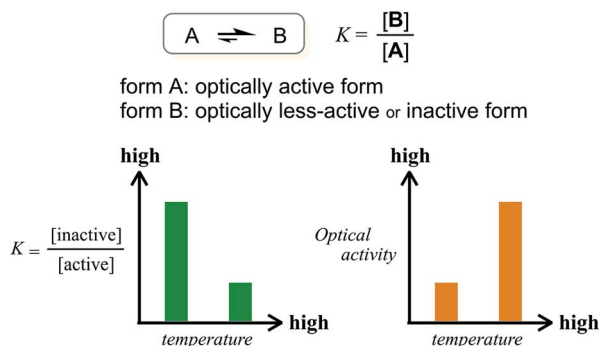 A ⇌ B K = [B] / [A]
form A: optically active form
form B: optically less-active or inactive form
high
K = [inactive] / [active]
high
temperature
high
Optical
activity
high
temperature